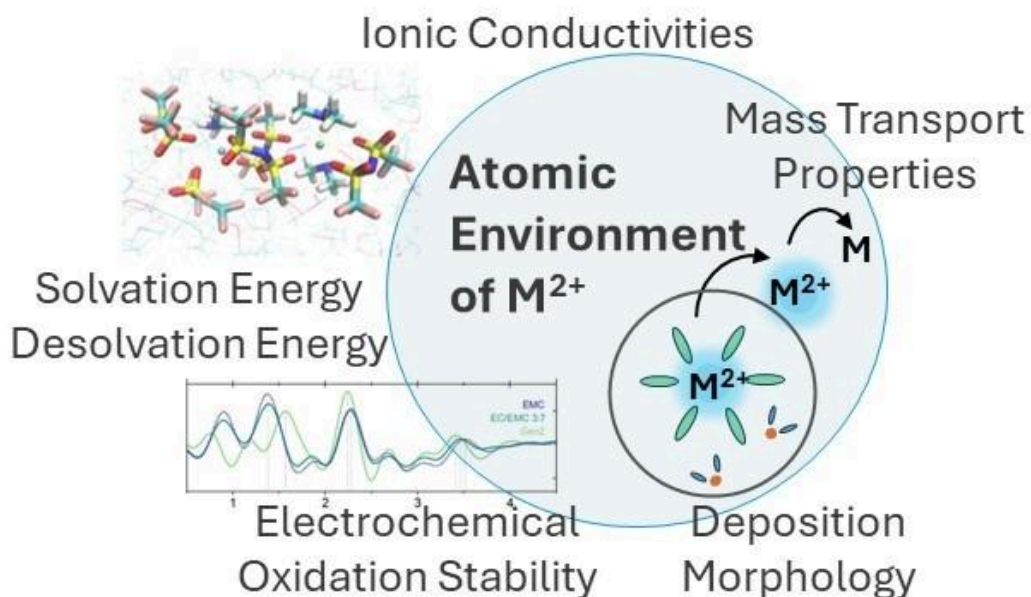 Ionic Conductivities
Mass Transport
Properties
Atomic
Environment
of M²⁺
M
M²⁺
M²⁺
Solvation Energy
Desolvation Energy
EMC
EC/EMC 3:7
Gen2
1 2 3 4
Electrochemical
Oxidation Stability
Deposition
Morphology